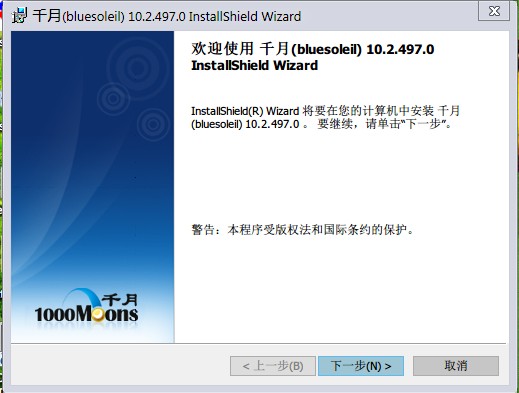 千月(bluesoleil) 10.2.497.0 InstallShield Wizard
欢迎使用 千月(bluesoleil) 10.2.497.0
InstallShield Wizard
InstallShield(R) Wizard 将要在您的计算机中安装 千月
(bluesoleil) 10.2.497.0 。 要继续，请单击“下一步”。
警告：本程序受版权法和国际条约的保护。
千月
1000Moons
< 上一步(B)
下一步(N) >
取消